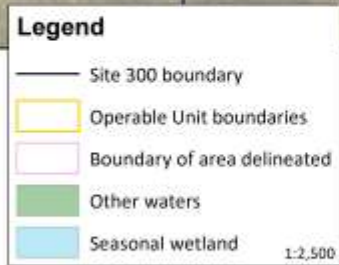 Legend
Site 300 boundary
Operable Unit boundaries
Boundary of area delineated
Other waters
Seasonal wetland
1:2,500